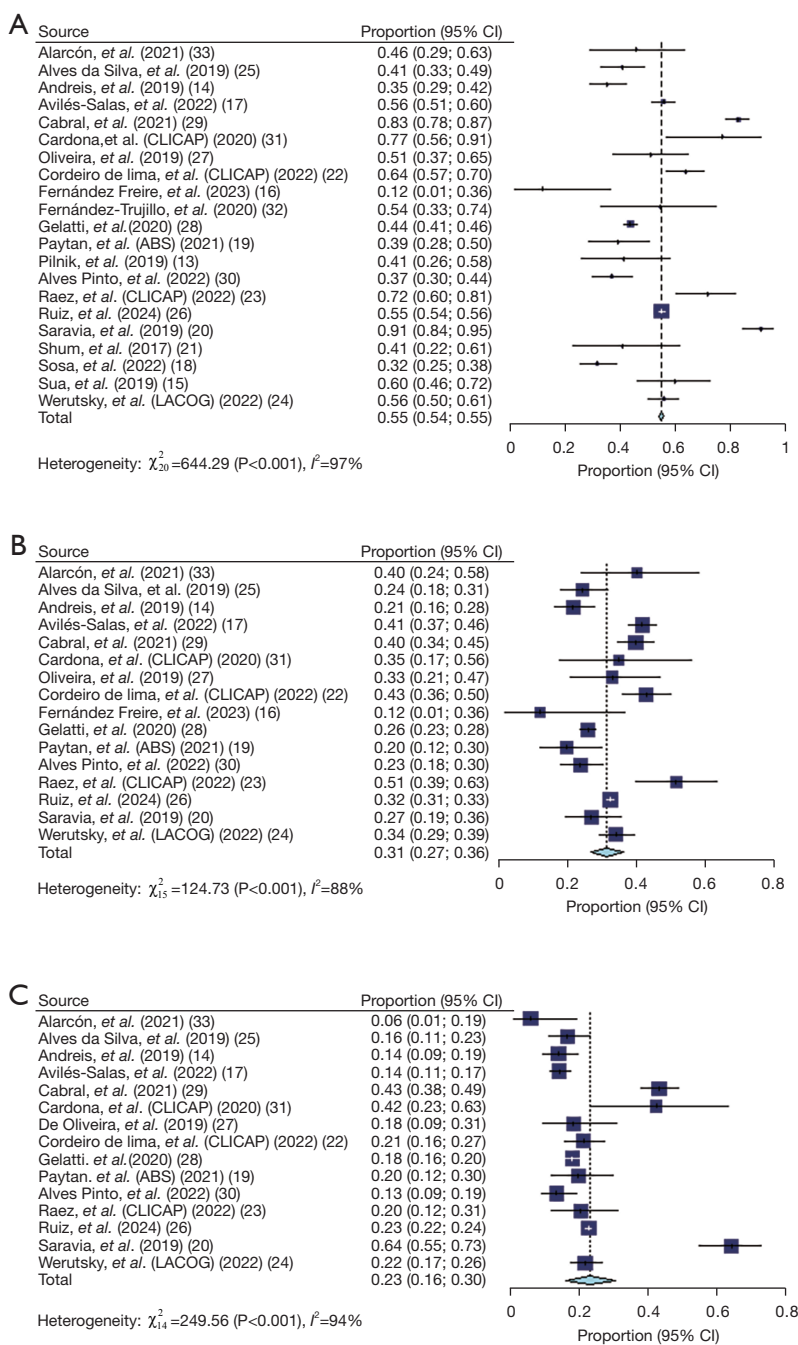 A
Source Proportion (95% CI)
Alarcón, et al. (2021) (33) 0.46 (0.29; 0.63)
Alves da Silva, et al. (2019) (25) 0.41 (0.33; 0.49)
Andreis, et al. (2019) (14) 0.35 (0.29; 0.42)
Avilés-Salas, et al. (2022) (17) 0.56 (0.51; 0.60)
Cabral, et al. (2021) (29) 0.83 (0.78; 0.87)
Cardona,et al. (CLICAP) (2020) (31) 0.77 (0.56; 0.91)
Oliveira, et al. (2019) (27) 0.51 (0.37; 0.65)
Cordeiro de lima, et al. (CLICAP) (2022) (22) 0.64 (0.57; 0.70)
Fernández Freire, et al. (2023) (16) 0.12 (0.01; 0.36)
Fernández-Trujillo, et al. (2020) (32) 0.54 (0.33; 0.74)
Gelatti, et al.(2020) (28) 0.44 (0.41; 0.46)
Paytan, et al. (ABS) (2021) (19) 0.39 (0.28; 0.50)
Pilnik, et al. (2019) (13) 0.41 (0.26; 0.58)
Alves Pinto, et al. (2022) (30) 0.37 (0.30; 0.44)
Raez, et al. (CLICAP) (2022) (23) 0.72 (0.60; 0.81)
Ruiz, et al. (2024) (26) 0.55 (0.54; 0.56)
Saravia, et al. (2019) (20) 0.91 (0.84; 0.95)
Shum, et al. (2017) (21) 0.41 (0.22; 0.61)
Sosa, et al. (2022) (18) 0.32 (0.25; 0.38)
Sua, et al. (2019) (15) 0.60 (0.46; 0.72)
Werutsky, et al. (LACOG) (2022) (24) 0.56 (0.50; 0.61)
Total 0.55 (0.54; 0.55)
0 0.2 0.4 0.6 0.8 1
Heterogeneity: χ²₂₀=644.29 (P<0.001), I²=97%
Proportion (95% CI)
B
Source Proportion (95% CI)
Alarcón, et al. (2021) (33) 0.40 (0.24; 0.58)
Alves da Silva, et al. 2019) (25) 0.24 (0.18; 0.31)
Andreis, et al. (2019) (14) 0.21 (0.16; 0.28)
Avilés-Salas, et al. (2022) (17) 0.41 (0.37; 0.46)
Cabral, et al. (2021) (29) 0.40 (0.34; 0.45)
Cardona, et al. (CLICAP) (2020) (31) 0.35 (0.17; 0.56)
Oliveira, et al. (2019) (27) 0.33 (0.21; 0.47)
Cordeiro de lima, et al. (CLICAP) (2022) (22) 0.43 (0.36; 0.50)
Fernández Freire, et al. (2023) (16) 0.12 (0.01; 0.36)
Gelatti, et al. (2020) (28) 0.26 (0.23; 0.28)
Paytan, et al. (ABS) (2021) (19) 0.20 (0.12; 0.30)
Alves Pinto, et al. (2022) (30) 0.23 (0.18; 0.30)
Raez, et al. (CLICAP) (2022) (23) 0.51 (0.39; 0.63)
Ruiz, et al. (2024) (26) 0.32 (0.31; 0.33)
Saravia, et al. (2019) (20) 0.27 (0.19; 0.36)
Werutsky, et al. (LACOG) (2022) (24) 0.34 (0.29; 0.39)
Total 0.31 (0.27; 0.36)
0 0.2 0.4 0.6 0.8
Heterogeneity: χ²₁₅=124.73 (P<0.001), I²=88%
Proportion (95% CI)
C
Source Proportion (95% CI)
Alarcón, et al. (2021) (33) 0.06 (0.01; 0.19)
Alves da Silva, et al. (2019) (25) 0.16 (0.11; 0.23)
Andreis, et al. (2019) (14) 0.14 (0.09; 0.19)
Avilés-Salas, et al. (2022) (17) 0.14 (0.11; 0.17)
Cabral, et al. (2021) (29) 0.43 (0.38; 0.49)
Cardona, et al. (CLICAP) (2020) (31) 0.42 (0.23; 0.63)
De Oliveira, et al. (2019) (27) 0.18 (0.09; 0.31)
Cordeiro de lima, et al. (CLICAP) (2022) (22) 0.21 (0.16; 0.27)
Gelatti. et al.(2020) (28) 0.18 (0.16; 0.20)
Paytan. et al. (ABS) (2021) (19) 0.20 (0.12; 0.30)
Alves Pinto, et al. (2022) (30) 0.13 (0.09; 0.19)
Raez, et al. (CLICAP) (2022) (23) 0.20 (0.12; 0.31)
Ruiz, et al. (2024) (26) 0.23 (0.22; 0.24)
Saravia, et al. (2019) (20) 0.64 (0.55; 0.73)
Werutsky, et al. (LACOG) (2022) (24) 0.22 (0.17; 0.26)
Total 0.23 (0.16; 0.30)
0 0.2 0.4 0.6 0.8
Heterogeneity: χ²₁₄=249.56 (P<0.001), I²=94%
Proportion (95% CI)